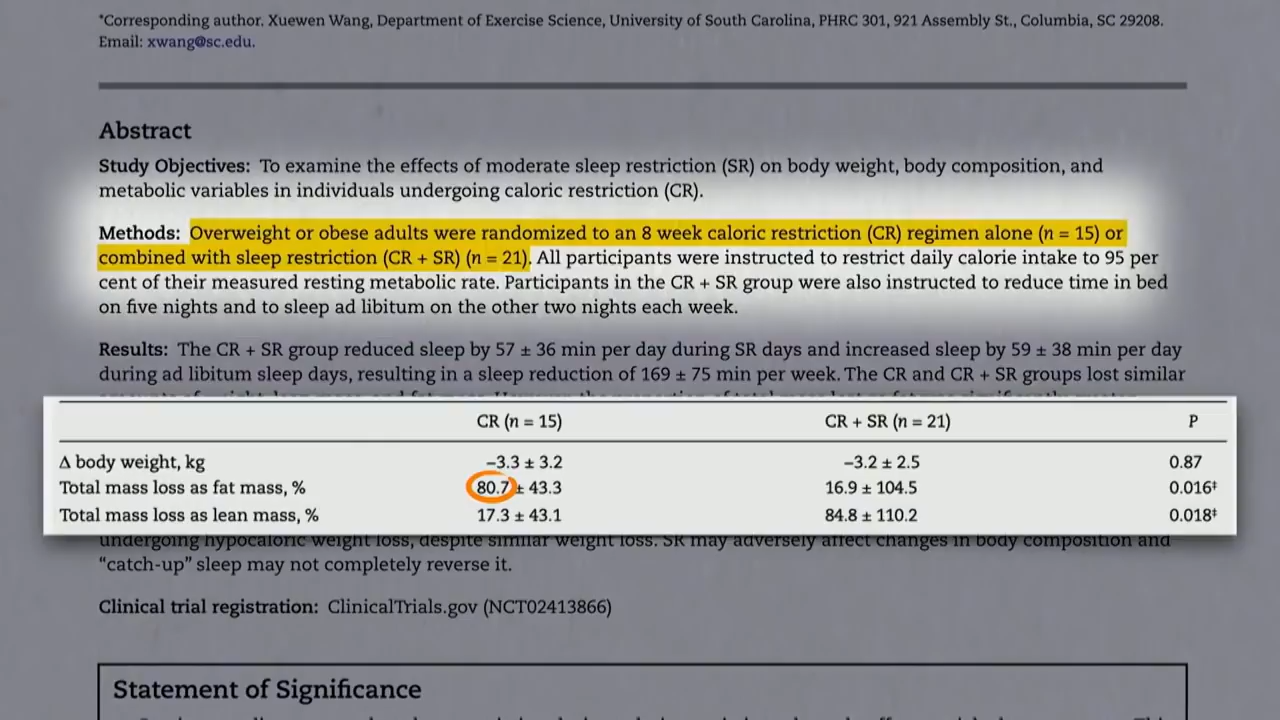 *Corresponding author. Xuewen Wang, Department of Exercise Science, University of South Carolina, PHRC 301, 921 Assembly St., Columbia, SC 29208.
Email: xwang@sc.edu.
Abstract
Study Objectives: To examine the effects of moderate sleep restriction (SR) on body weight, body composition, and
metabolic variables in individuals undergoing caloric restriction (CR).
Methods: Overweight or obese adults were randomized to an 8 week caloric restriction (CR) regimen alone (n = 15) or
combined with sleep restriction (CR + SR) (n = 21). All participants were instructed to restrict daily calorie intake to 95 per
cent of their measured resting metabolic rate. Participants in the CR + SR group were also instructed to reduce time in bed
on five nights and to sleep ad libitum on the other two nights each week.
Results: The CR + SR group reduced sleep by 57 ± 36 min per day during SR days and increased sleep by 59 ± 38 min per day
during ad libitum sleep days, resulting in a sleep reduction of 169 ± 75 min per week. The CR and CR + SR groups lost similar
CR (n = 15) CR + SR (n = 21) P
Δ body weight, kg −3.3 ± 3.2 −3.2 ± 2.5 0.87
Total mass loss as fat mass, % 80.7 ± 43.3 16.9 ± 104.5 0.016‡
Total mass loss as lean mass, % 17.3 ± 43.1 84.8 ± 110.2 0.018‡
undergoing hypocaloric weight loss, despite similar weight loss. SR may adversely affect changes in body composition and
“catch-up” sleep may not completely reverse it.
Clinical trial registration: ClinicalTrials.gov (NCT02413866)
Statement of Significance